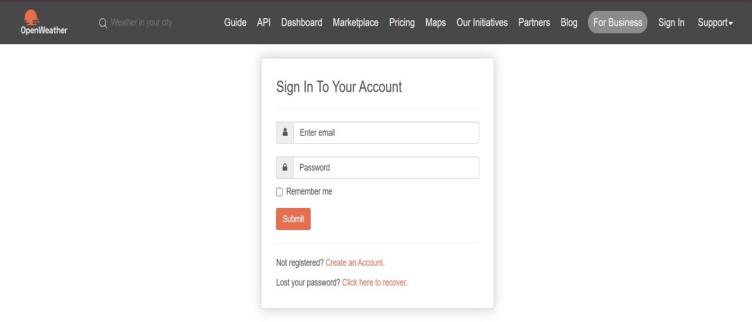 OpenWeather
Weather in your city
Guide API Dashboard Marketplace Pricing Maps Our Initiatives Partners Blog For Business Sign In Support
Sign In To Your Account
Enter email
Password
Remember me
Submit
Not registered? Create an Account.
Lost your password? Click here to recover.